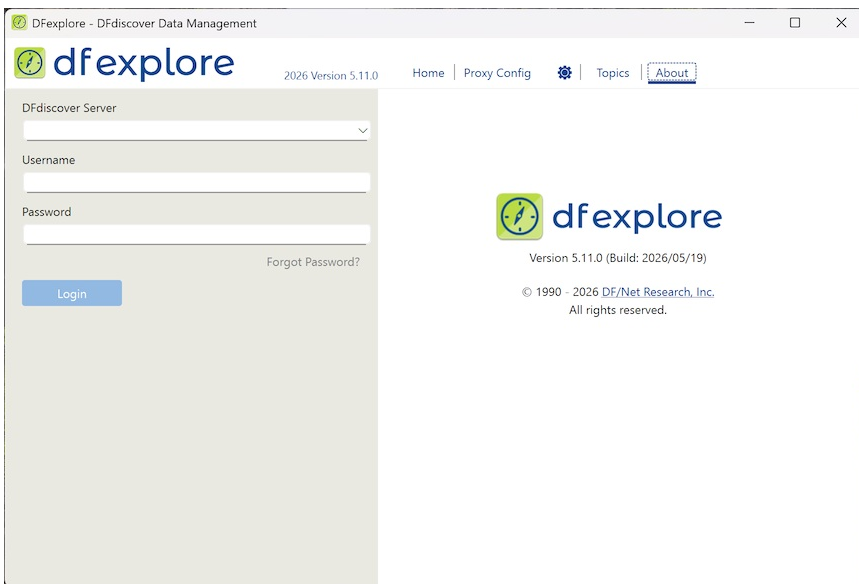 DFexplore - DFdiscover Data Management
dfexplore
2026 Version 5.11.0
Home
Proxy Config
Topics
About
DFdiscover Server
Username
Password
Forgot Password?
Login
dfexplore
Version 5.11.0 (Build: 2026/05/19)
© 1990 - 2026 DF/Net Research, Inc.
All rights reserved.